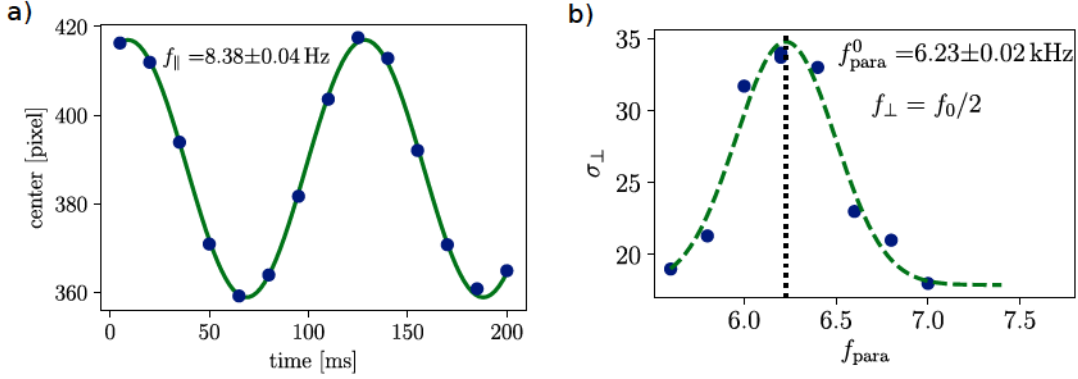 a)
420
400
380
360
center [pixel]
f∥ =8.38±0.04 Hz
0
50
100
150
200
time [ms]
b)
35
30
25
20
σ⊥
f⁰para =6.23±0.02 kHz
f⊥ = f₀/2
6.0
6.5
7.0
7.5
fpara